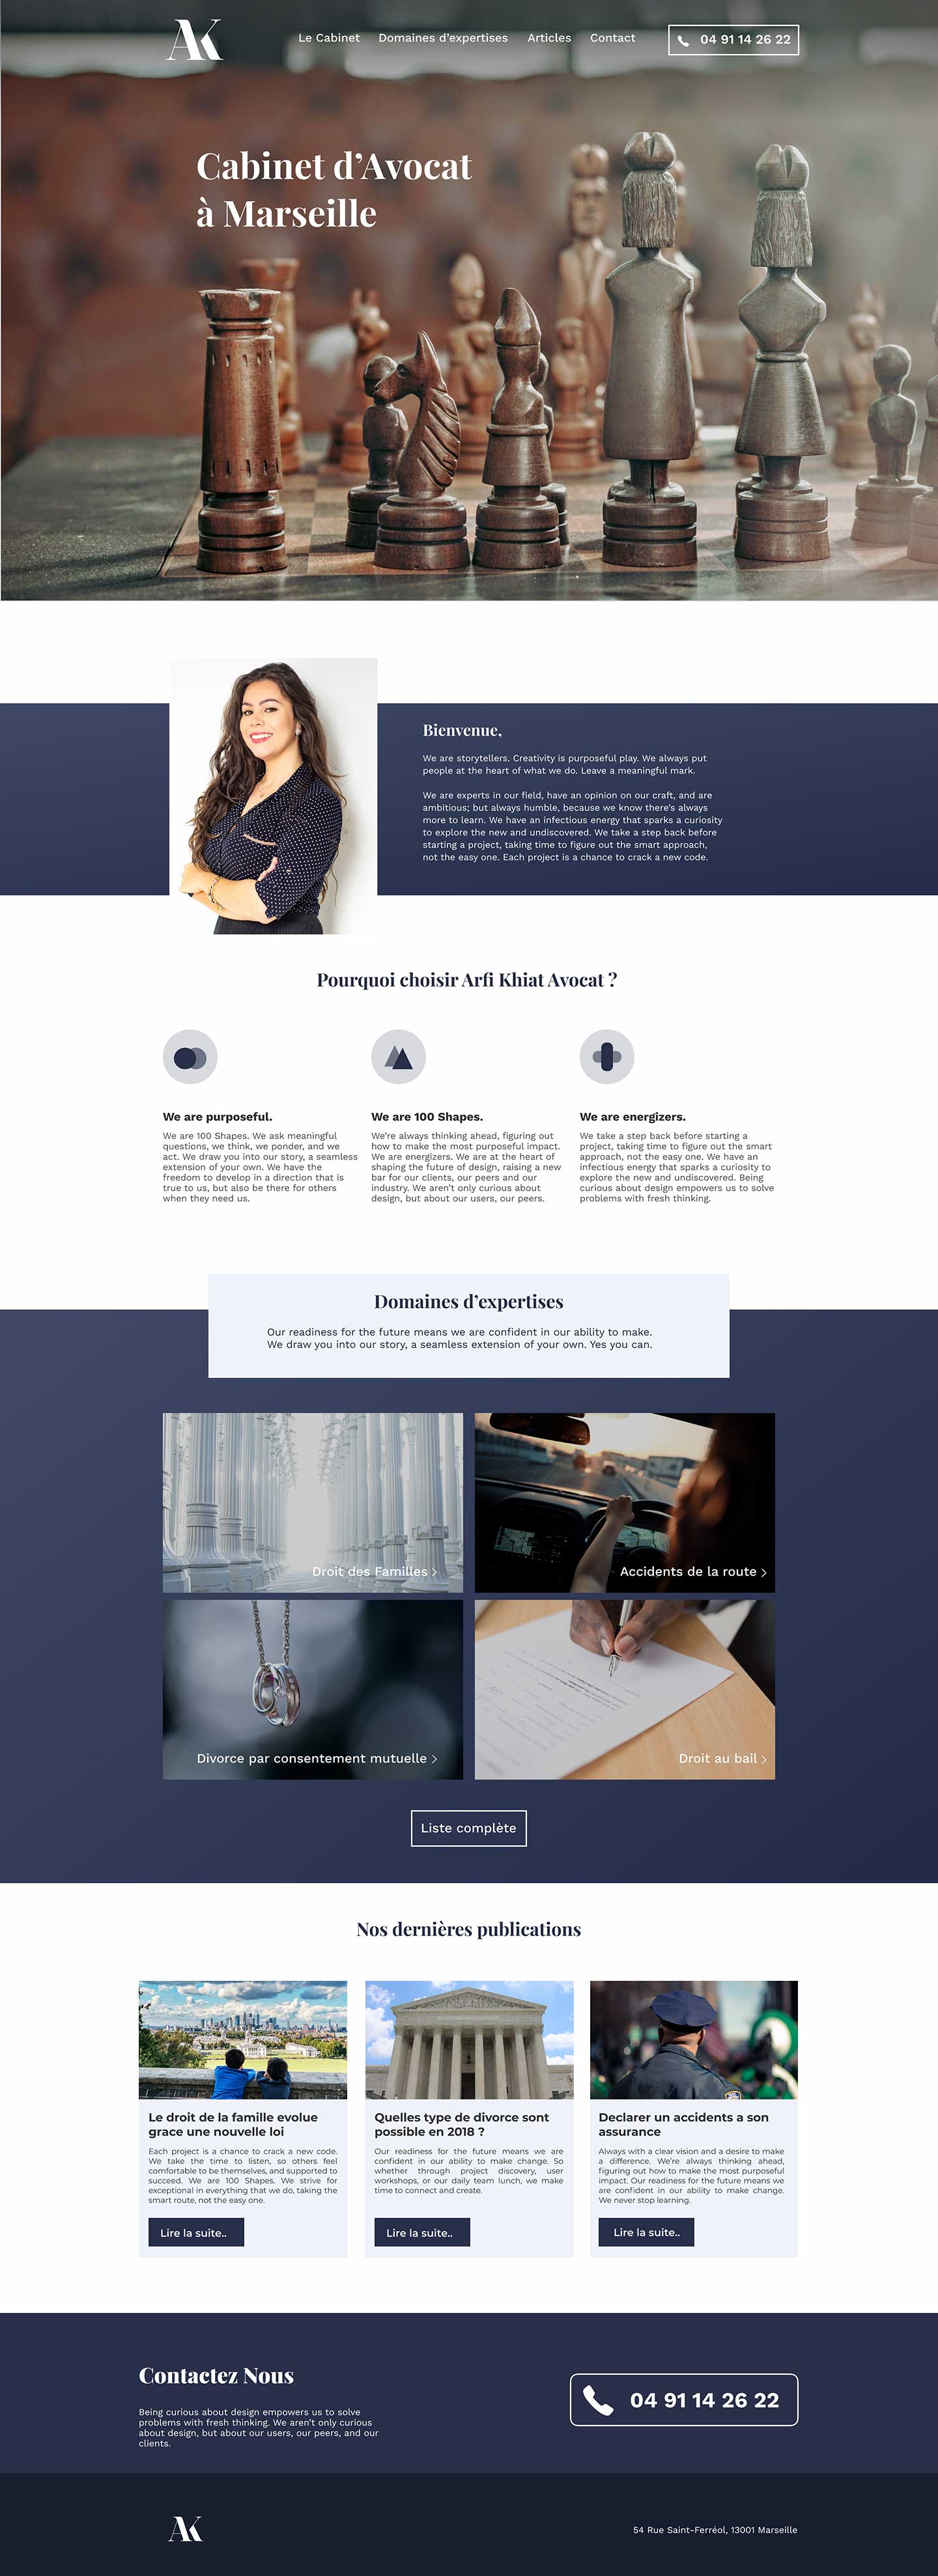 AK
Le Cabinet Domaines d'expertises Articles Contact 04 91 14 26 22
Cabinet d'Avocat
à Marseille
Bienvenue,
We are storytellers. Creativity is purposeful play. We always put
people at the heart of what we do. Leave a meaningful mark.
We are experts in our field, have an opinion on our craft, and are
ambitious; but always humble, because we know there's always
more to learn. We have an infectious energy that sparks a curiosity
to explore the new and undiscovered. We take a step back before
starting a project, taking time to figure out the smart approach,
not the easy one. Each project is a chance to crack a new code.
Pourquoi choisir Arfi Khiat Avocat ?
We are purposeful.
We are 100 Shapes. We ask meaningful
questions, we think, we ponder, and we
act. We draw you into our story, a seamless
extension of your own. We have the
freedom to develop in a direction that is
true to us, but also be there for others
when they need us.
We are 100 Shapes.
We're always thinking ahead, figuring out
how to make the most purposeful impact.
We are energizers. We are at the heart of
shaping the future of design, raising a new
bar for our clients, our peers and our
industry. We aren't only curious about
design, but about our users, our peers.
We are energizers.
We take a step back before starting a
project, taking time to figure out the smart
approach, not the easy one. We have an
infectious energy that sparks a curiosity to
explore the new and undiscovered. Being
curious about design empowers us to solve
problems with fresh thinking.
Domaines d'expertises
Our readiness for the future means we are confident in our ability to make.
We draw you into our story, a seamless extension of your own. Yes you can.
Droit des Familles >
Accidents de la route >
Divorce par consentement mutuelle >
Droit au bail >
Liste complète
Nos dernières publications
Le droit de la famille evolue
grace une nouvelle loi
Each project is a chance to crack a new code.
We take the time to listen, so others feel
comfortable to be themselves, and supported to
succeed. We are 100 Shapes. We strive for
exceptional in everything that we do, taking the
smart route, not the easy one.
Lire la suite..
Quelles type de divorce sont
possible en 2018 ?
Our readiness for the future means we are
confident in our ability to make change. So
whether through project discovery, user
workshops, or our daily team lunch, we make
time to connect and create.
Lire la suite..
Declarer un accidents a son
assurance
Always with a clear vision and a desire to make
a difference. We're always thinking ahead,
figuring out how to make the most purposeful
impact. Our readiness for the future means we
are confident in our ability to make change.
We never stop learning.
Lire la suite..
Contactez Nous
Being curious about design empowers us to solve
problems with fresh thinking. We aren't only curious
about design, but about our users, our peers, and our
clients.
04 91 14 26 22
AK
54 Rue Saint-Ferréol, 13001 Marseille